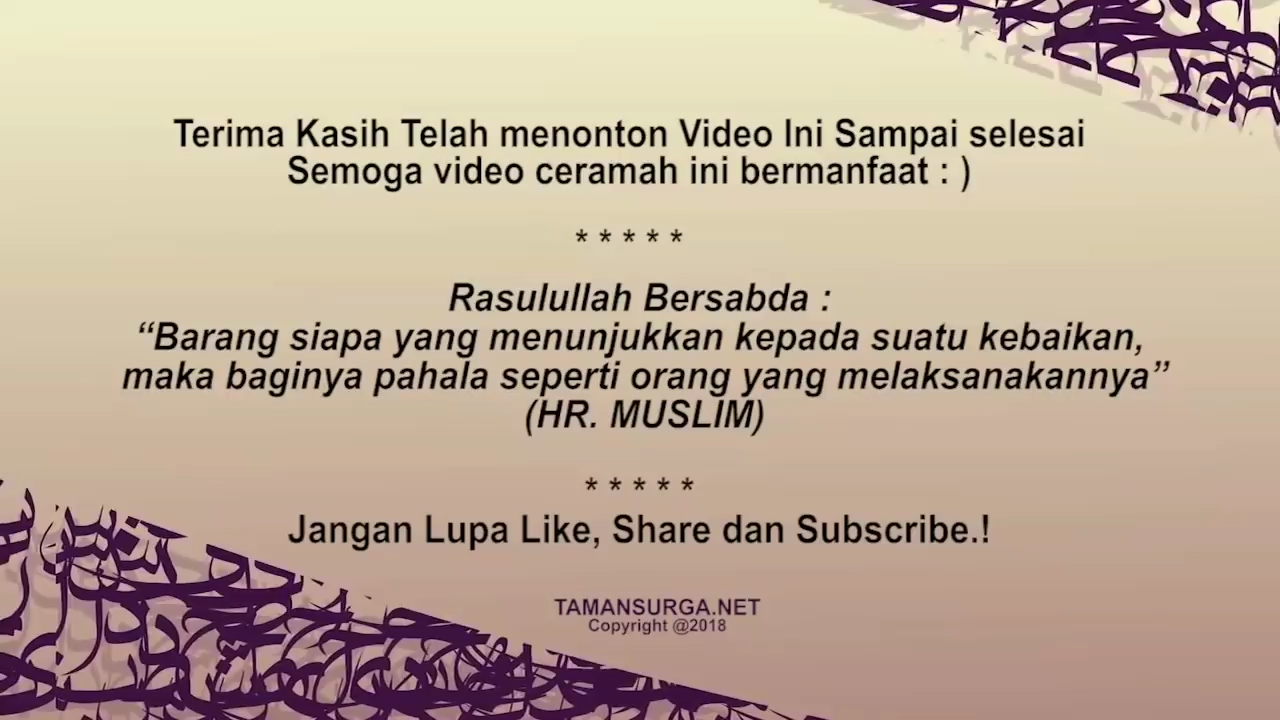 Terima Kasih Telah menonton Video Ini Sampai selesai
Semoga video ceramah ini bermanfaat : )
* * * * *
Rasulullah Bersabda :
“Barang siapa yang menunjukkan kepada suatu kebaikan,
maka baginya pahala seperti orang yang melaksanakannya”
(HR. MUSLIM)
* * * * *
Jangan Lupa Like, Share dan Subscribe.!
TAMANSURGA.NET
Copyright @2018